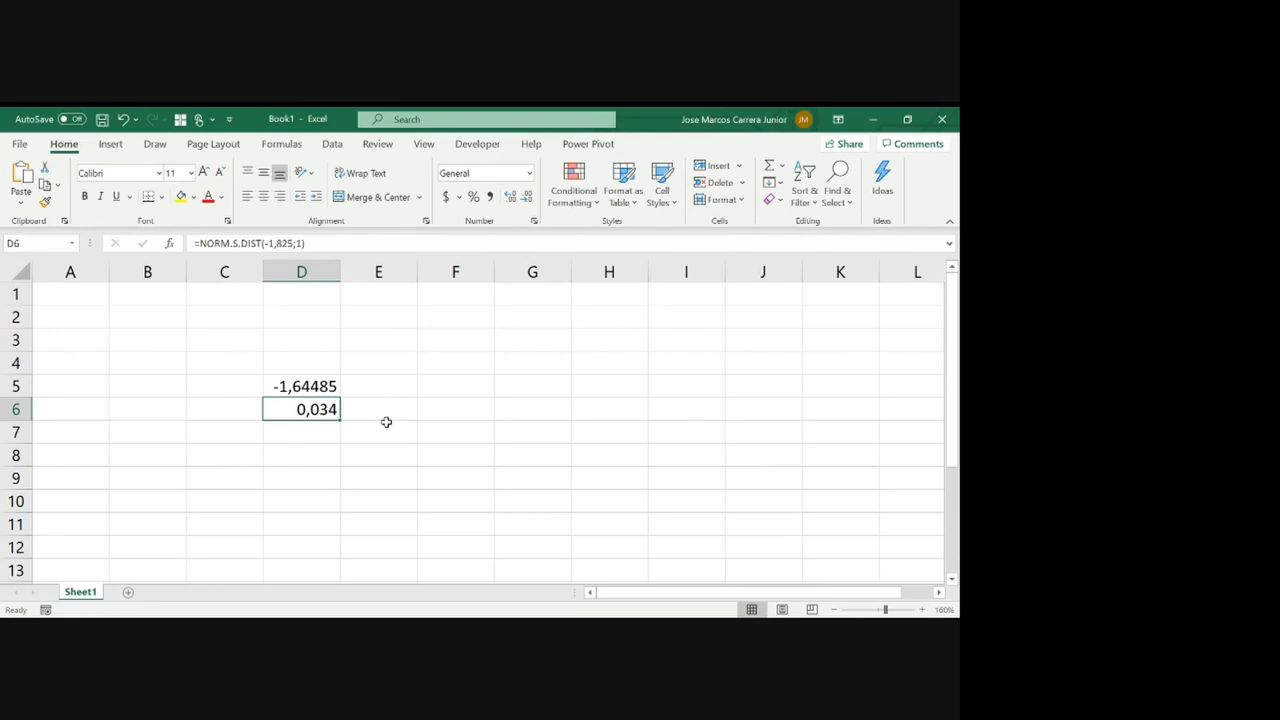 AutoSave Off Book1 - Excel Search Jose Marcos Carrera Junior JM
File Home Insert Draw Page Layout Formulas Data Review View Developer Help Power Pivot Share Comments
Paste Calibri 11 A A Wrap Text General Conditional Formatting Format as Table Cell Styles Insert Delete Format Sort & Filter Find & Select Ideas
B I U A Merge & Center $ % 9
Clipboard Font Alignment Number Styles Cells Editing Ideas
D6 fx =NORM.S.DIST(-1,825;1)
A B C D E F G H I J K L
1
2
3
4
5 -1,64485
6 0,034
7
8
9
10
11
12
13
Sheet1
Ready 160%